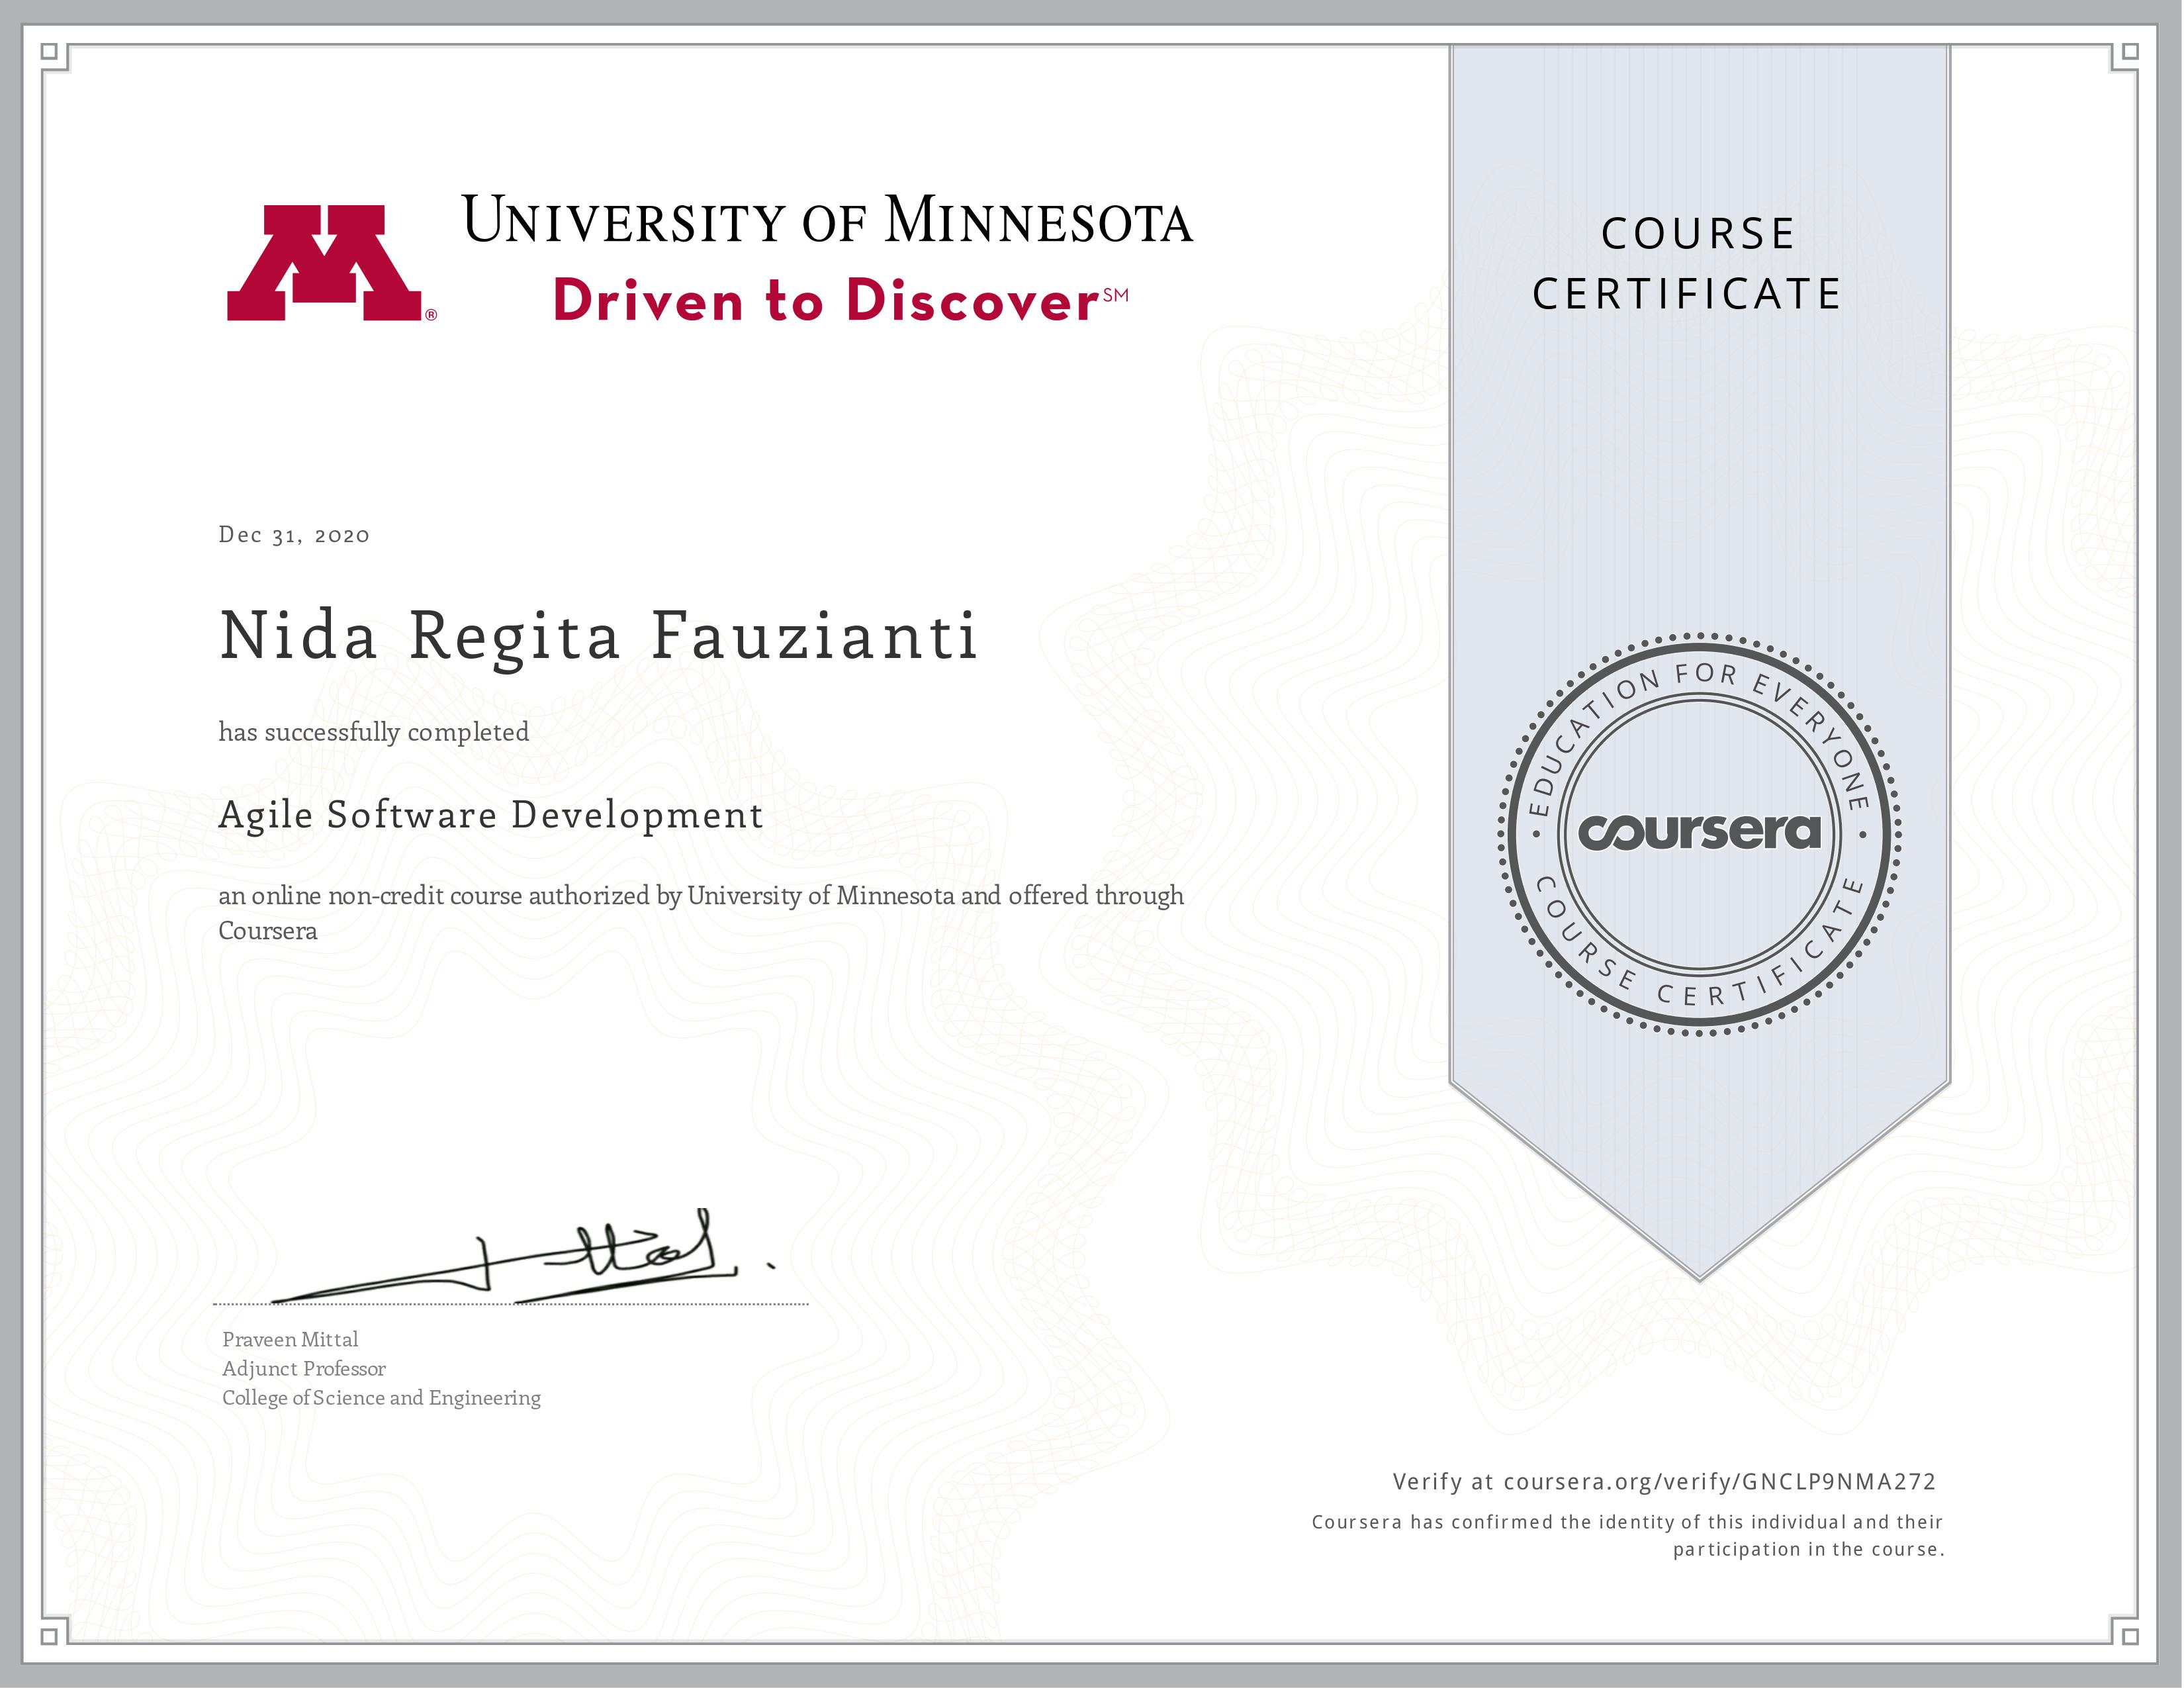 UNIVERSITY OF MINNESOTA
Driven to Discover℠
®
COURSE
CERTIFICATE
Dec 31, 2020
Nida Regita Fauzianti
has successfully completed
Agile Software Development
an online non-credit course authorized by University of Minnesota and offered through
Coursera
EDUCATION FOR EVERYONE
coursera
COURSE CERTIFICATE
Praveen Mittal
Adjunct Professor
College of Science and Engineering
Verify at coursera.org/verify/GNCLP9NMA272
Coursera has confirmed the identity of this individual and their
participation in the course.